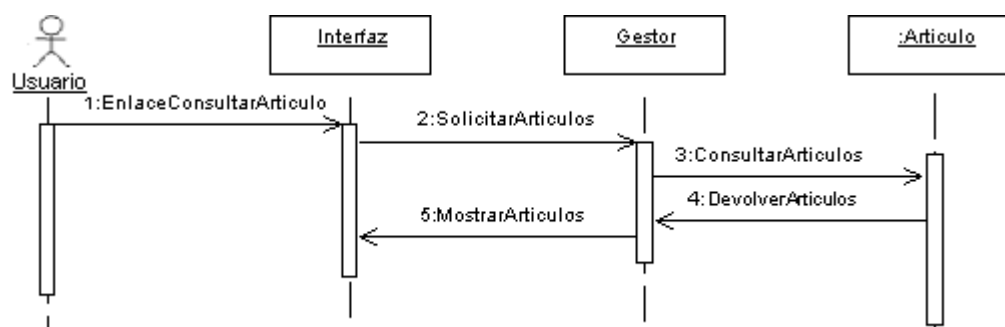 Interfaz
Gestor
:Articulo
Usuario
1:EnlaceConsultarArticulo
2:SolicitarArticulos
3:ConsultarArticulos
4:DevolverArticulos
5:MostrarArticulos